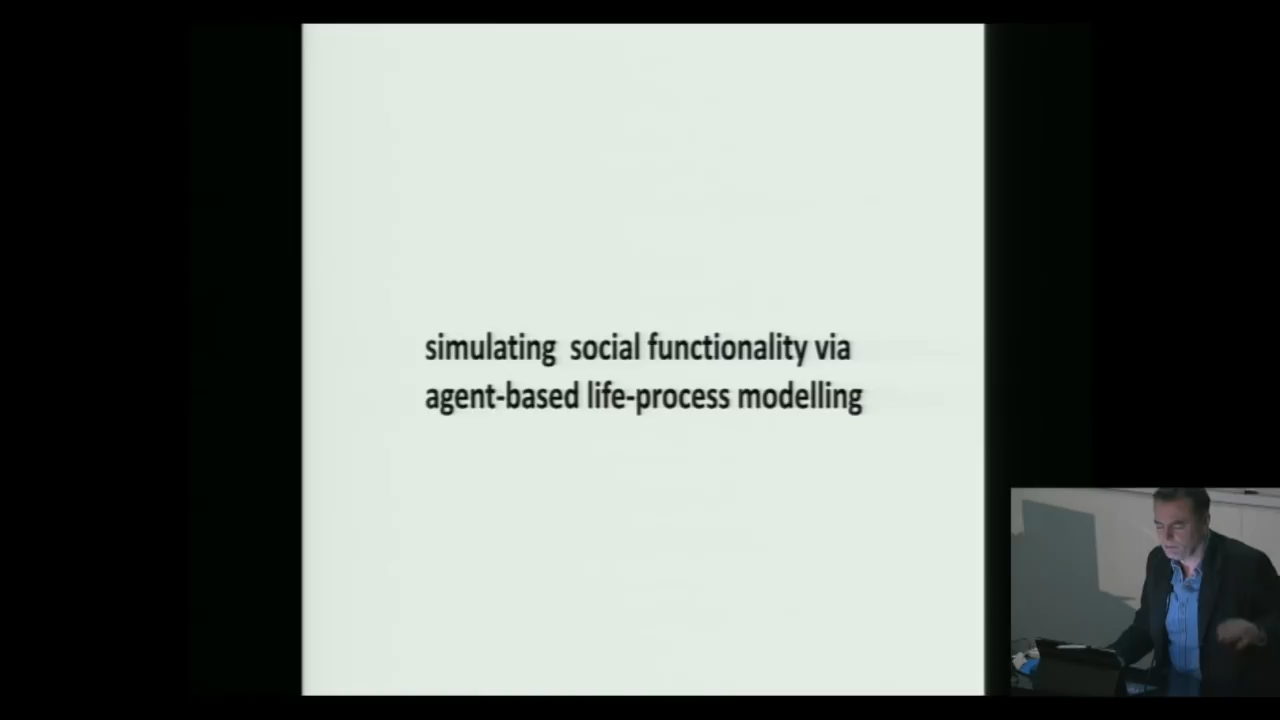 simulating  social functionality via
agent-based life-process modelling